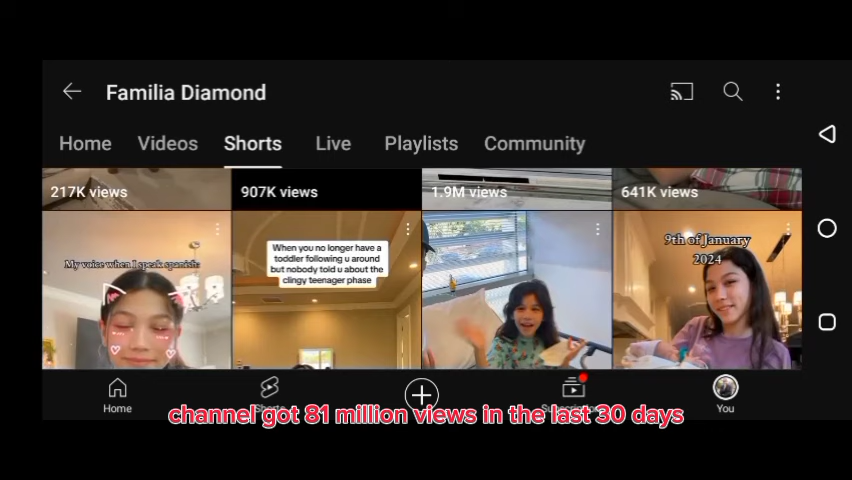 Familia Diamond
Home Videos Shorts Live Playlists Community
217K views 907K views 1.9M views 641K views
My voice when I speak spanish:
When you no longer have a
toddler following u around
but nobody told u about the
clingy teenager phase
9th of January
2024
channel got 81 million views in the last 30 days
Home You